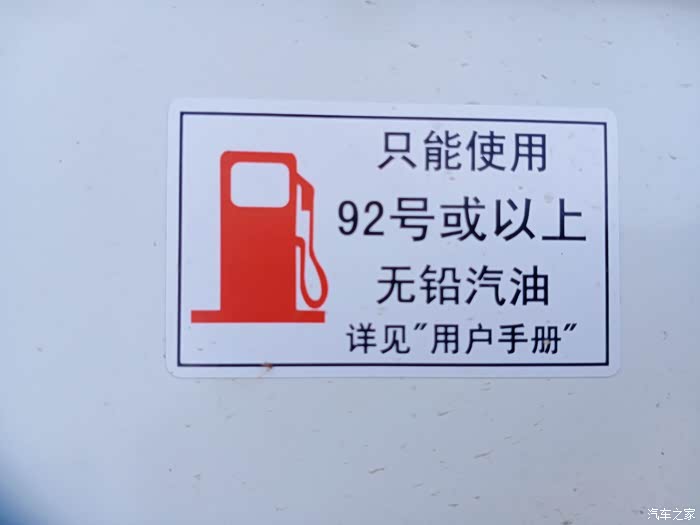 只能使用
92号或以上
无铅汽油
详见"用户手册"
汽车之家